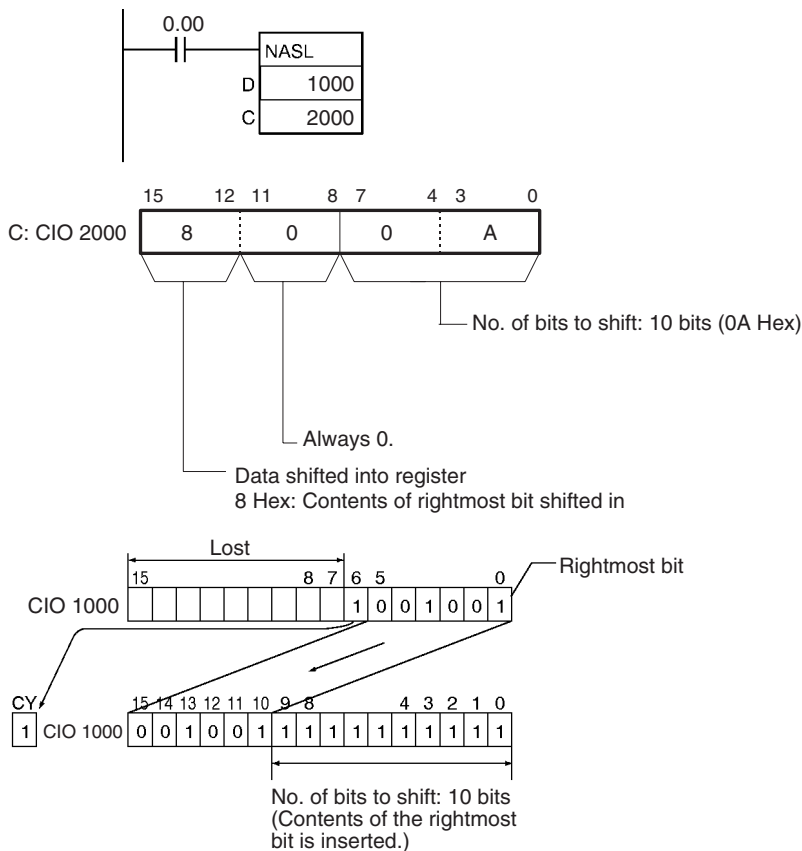 0.00
NASL
D 1000
C 2000
15 12 11 8 7 4 3 0
C: CIO 2000 8 0 0 A
No. of bits to shift: 10 bits (0A Hex)
Always 0.
Data shifted into register
8 Hex: Contents of rightmost bit shifted in
Lost
15 8 7 6 5 0
Rightmost bit
CIO 1000 1 0 0 1 0 0 1
CY 15 14 13 12 11 10 9 8 4 3 2 1 0
1 CIO 1000 0 0 1 0 0 1 1 1 1 1 1 1 1 1 1 1
No. of bits to shift: 10 bits
(Contents of the rightmost
bit is inserted.)